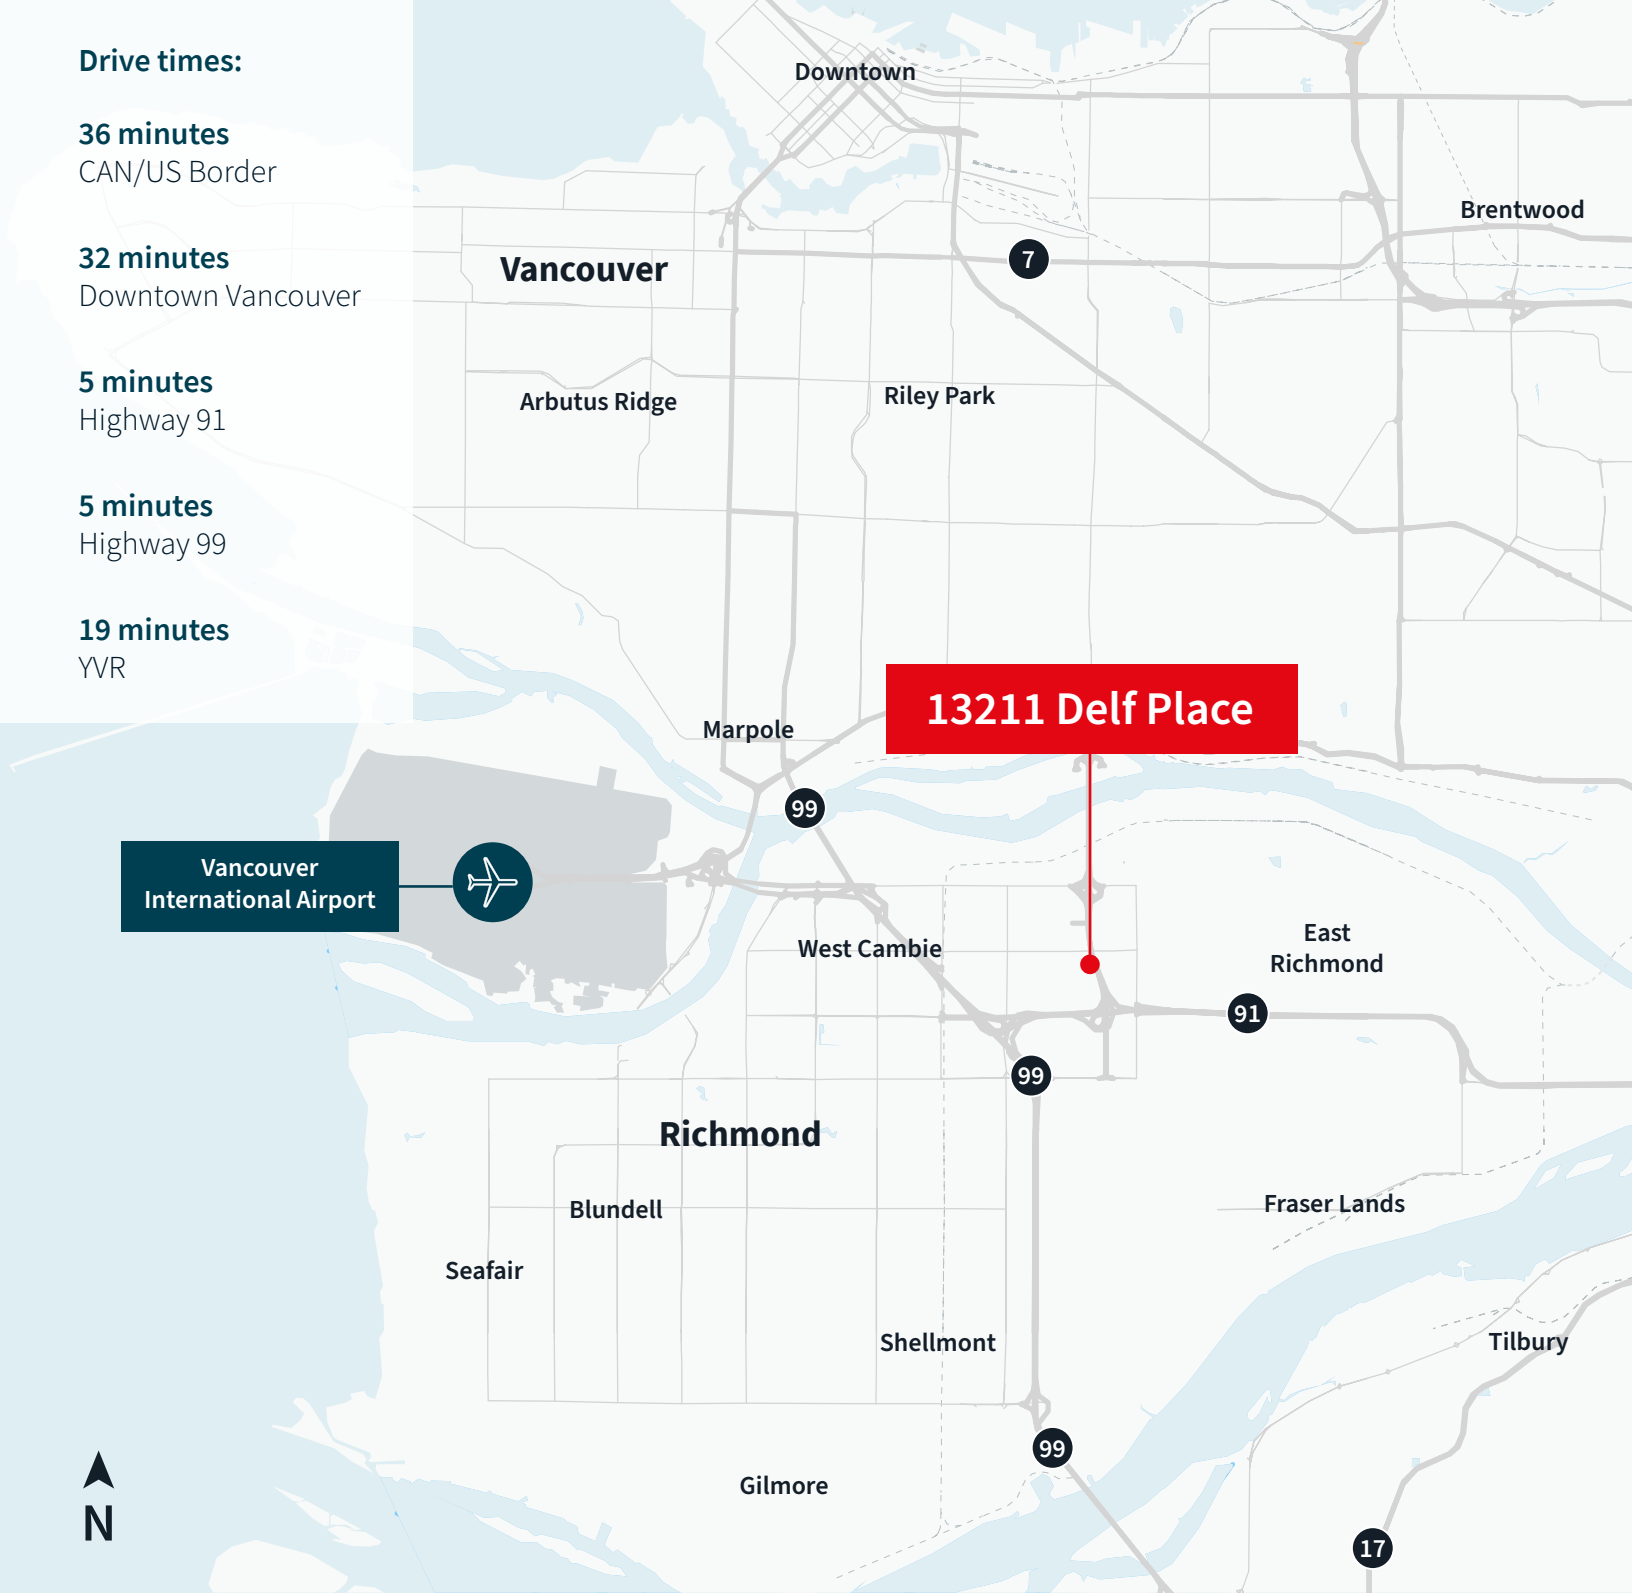 Drive times:
36 minutes
CAN/US Border
32 minutes
Downtown Vancouver
5 minutes
Highway 91
5 minutes
Highway 99
19 minutes
YVR
Downtown
Brentwood
7
Vancouver
Arbutus Ridge
Riley Park
13211 Delf Place
Marpole
99
Vancouver
International Airport
West Cambie
East
Richmond
91
99
Richmond
Blundell
Fraser Lands
Seafair
Shellmont
Tilbury
99
Gilmore
N
17